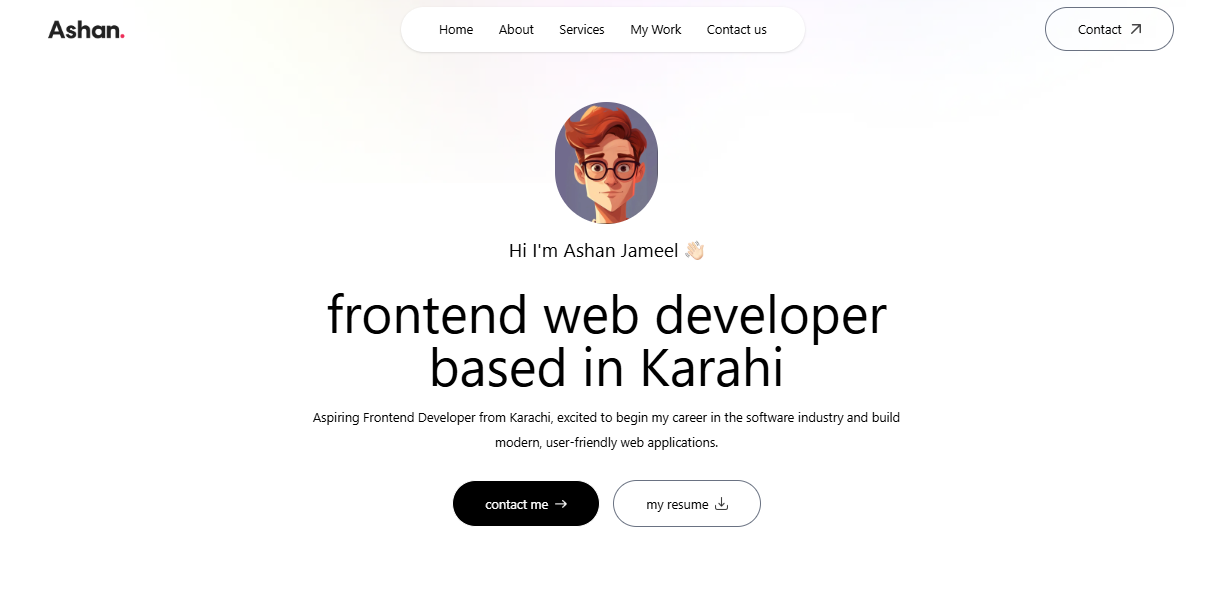 Ashan.
Home About Services My Work Contact us
Contact
Hi I'm Ashan Jameel 👋🏻
frontend web developer
based in Karahi
Aspiring Frontend Developer from Karachi, excited to begin my career in the software industry and build
modern, user-friendly web applications.
contact me
my resume